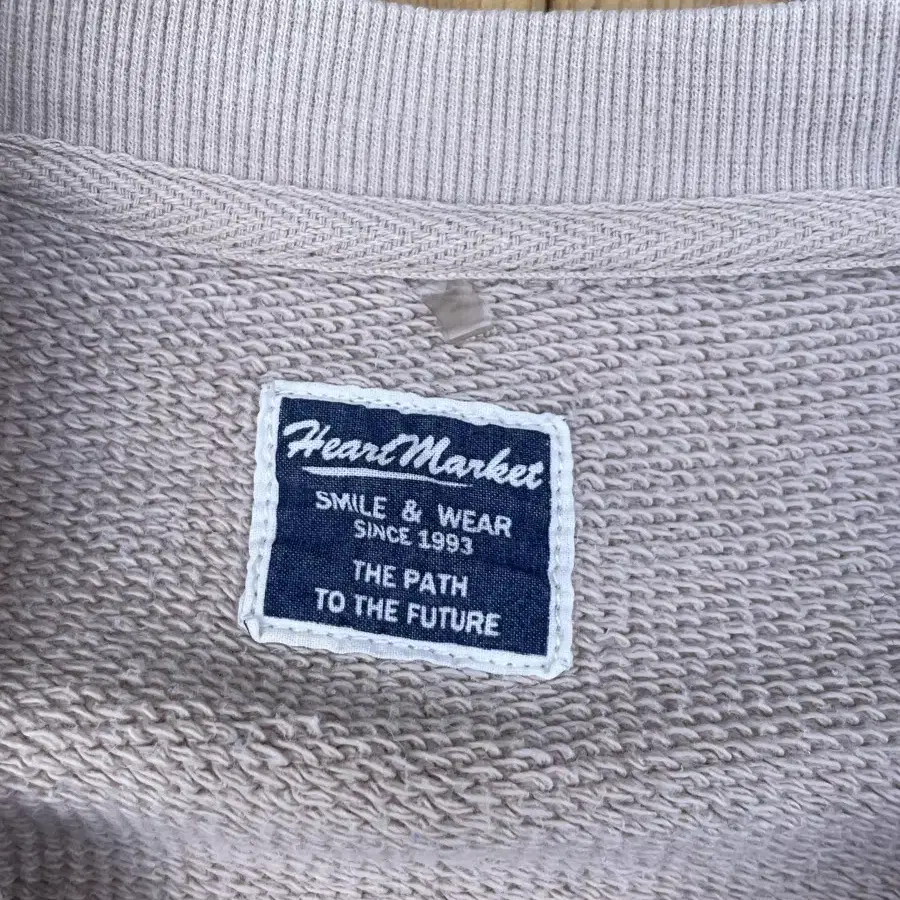 Heart Market
SMILE & WEAR
SINCE 1993
THE PATH
TO THE FUTURE